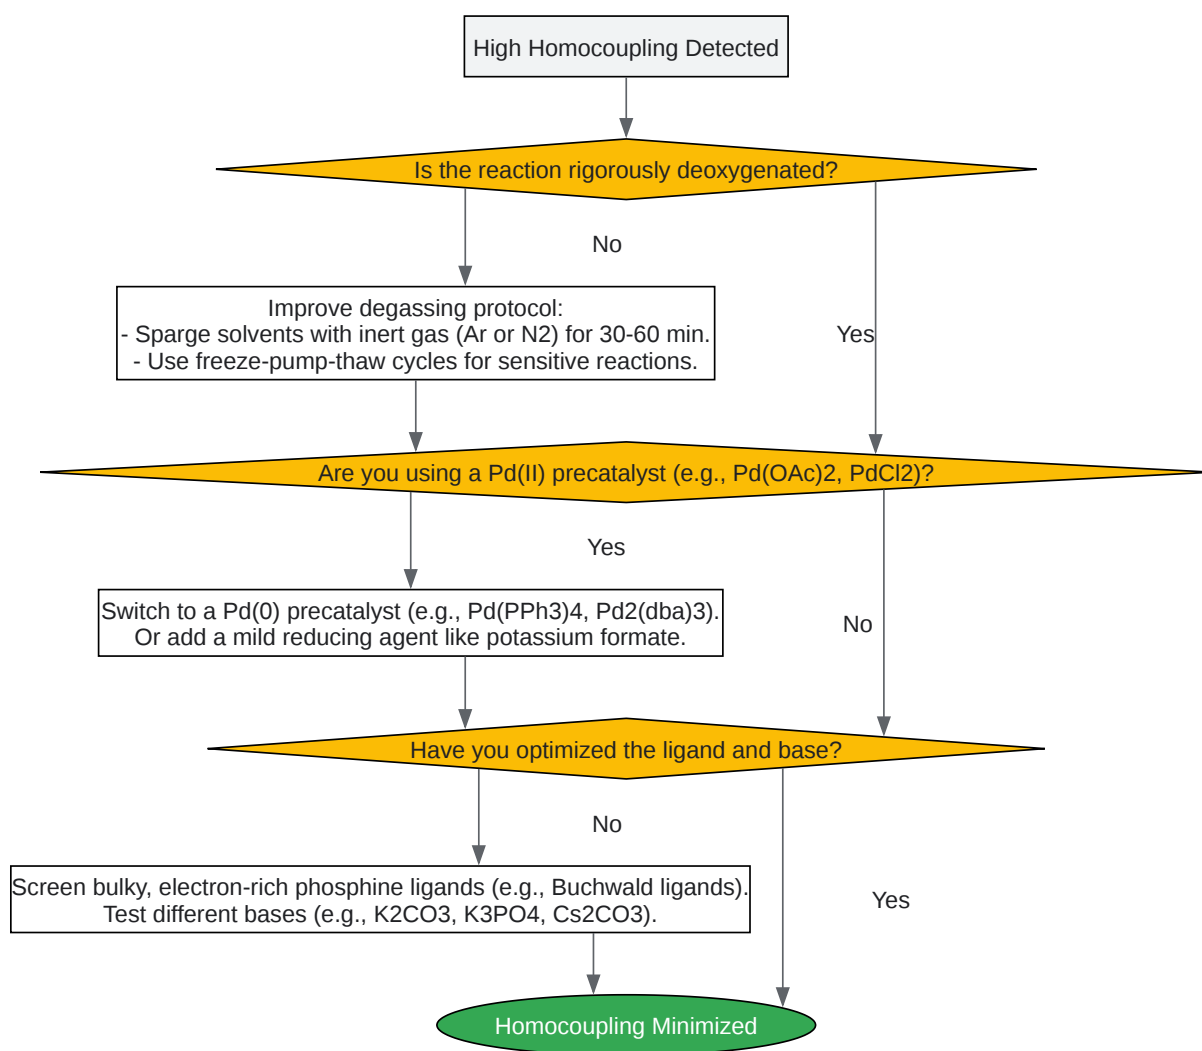 High Homocoupling Detected
Is the reaction rigorously deoxygenated?
No
Improve degassing protocol:
- Sparge solvents with inert gas (Ar or N2) for 30-60 min.
- Use freeze-pump-thaw cycles for sensitive reactions.
Yes
Are you using a Pd(II) precatalyst (e.g., Pd(OAc)2, PdCl2)?
Yes
Switch to a Pd(0) precatalyst (e.g., Pd(PPh3)4, Pd2(dba)3).
Or add a mild reducing agent like potassium formate.
No
Have you optimized the ligand and base?
No
Screen bulky, electron-rich phosphine ligands (e.g., Buchwald ligands).
Test different bases (e.g., K2CO3, K3PO4, Cs2CO3).
Yes
Homocoupling Minimized